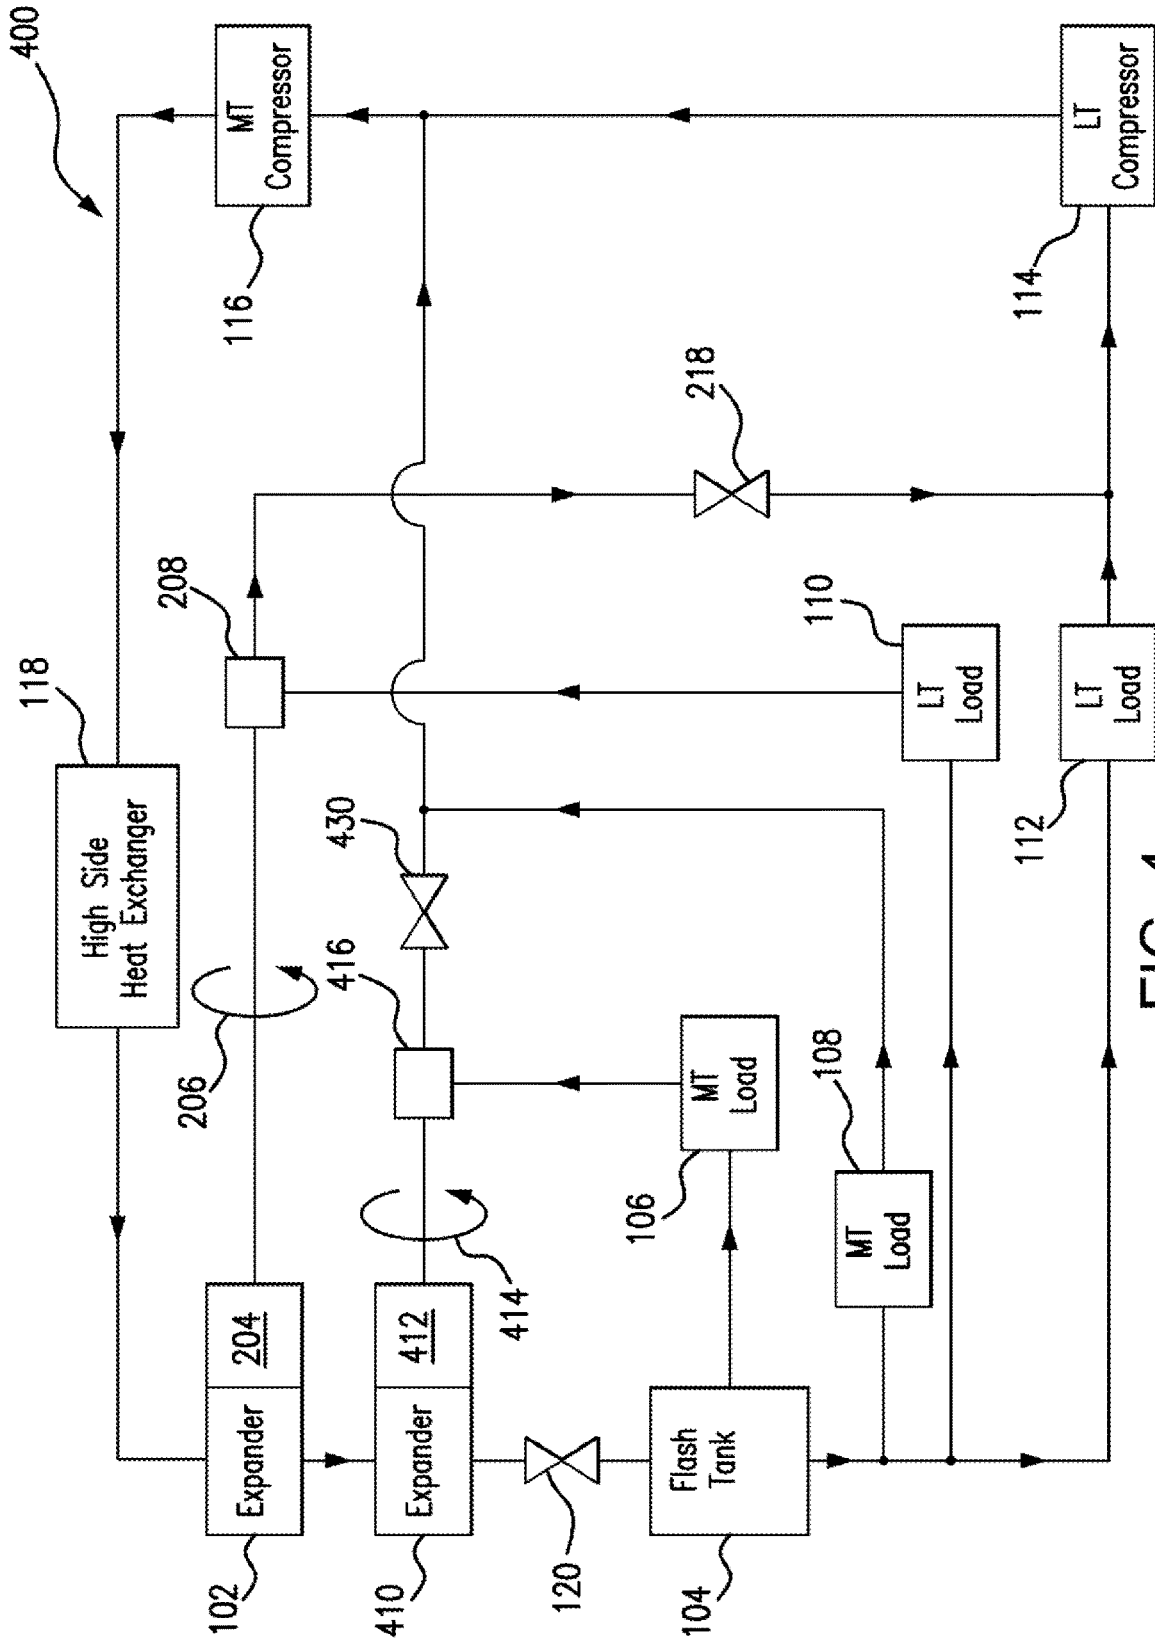 400
118
High Side
Heat Exchanger
208
206
MT
Compressor
116
102
Expander
204
430
416
410
Expander
412
414
120
106
MT
Load
218
104
Flash
Tank
110
108
MT
Load
LT
Load
112
114
LT
Load
LT
Compressor
FIG. 4